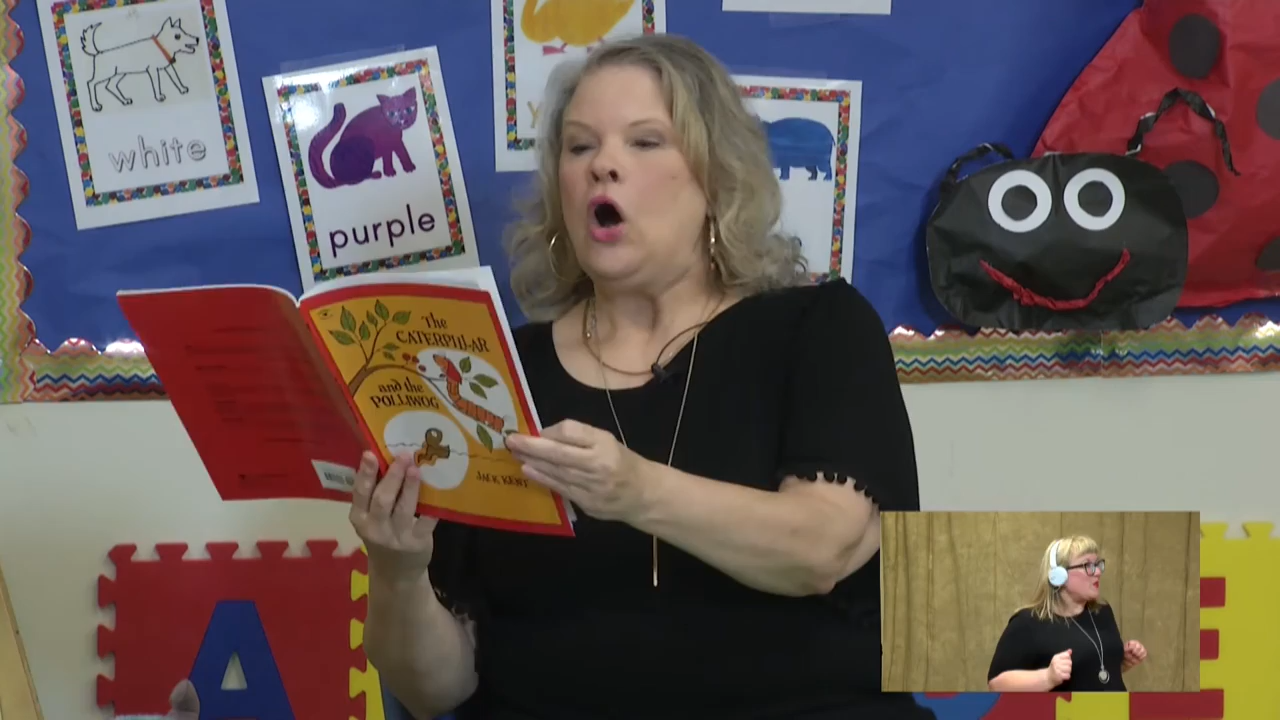 white
purple
The
CATERPILLAR
and the
POLLIWOG
JACK KENT
A